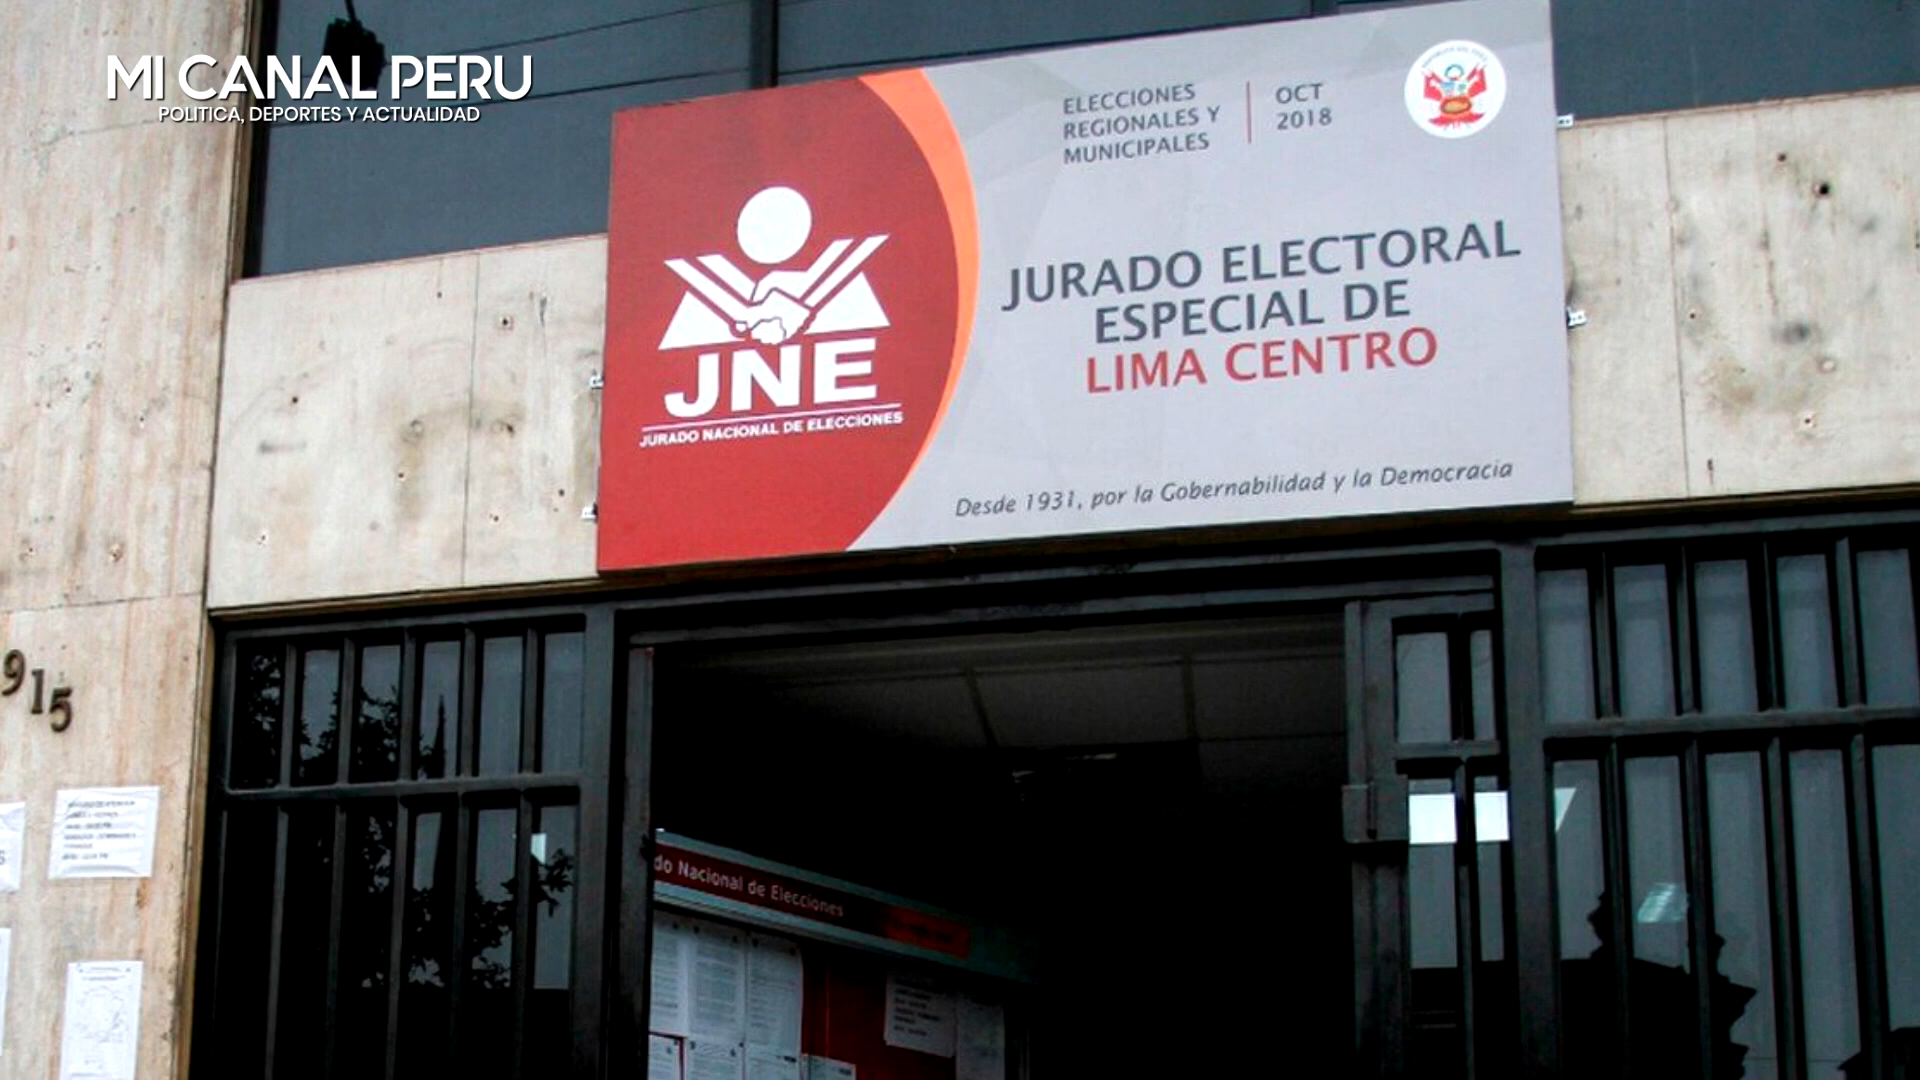 MI CANAL PERU
POLITICA, DEPORTES Y ACTUALIDAD
ELECCIONES
REGIONALES Y
MUNICIPALES
OCT
2018
JURADO ELECTORAL
ESPECIAL DE
LIMA CENTRO
JNE
JURADO NACIONAL DE ELECCIONES
Desde 1931, por la Gobernabilidad y la Democracia
915
do Nacional de Elecciones